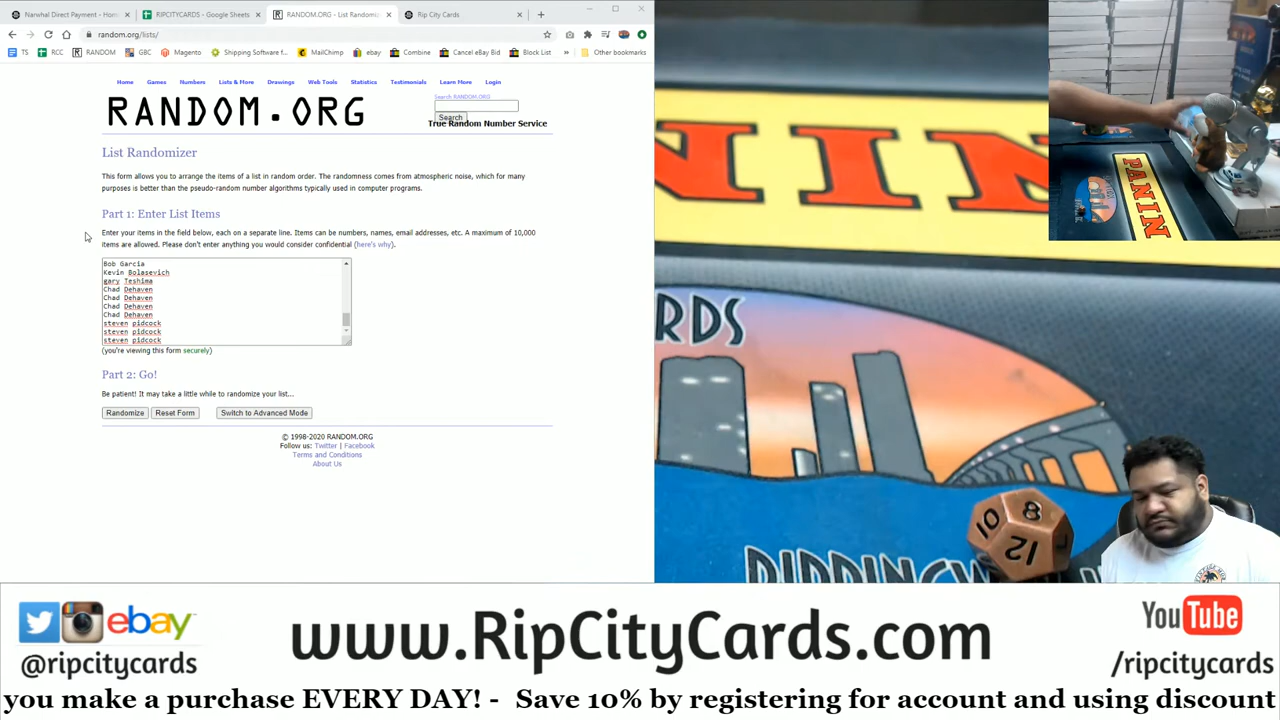 Narwhal Direct Payment - Hom
RIPCITYCARDS - Google Sheets
RANDOM.ORG - List Randomize
Rip City Cards
random.org/lists/
TS
RCC
RANDOM
GBC
Magento
Shipping Software f...
MailChimp
ebay
Combine
Cancel eBay Bid
Block List
»
Other bookmarks
Home Games Numbers Lists & More Drawings Web Tools Statistics Testimonials Learn More Login
RANDOM.ORG
Search RANDOM.ORG
Search
True Random Number Service
List Randomizer
This form allows you to arrange the items of a list in random order. The randomness comes from atmospheric noise, which for many
purposes is better than the pseudo-random number algorithms typically used in computer programs.
Part 1: Enter List Items
Enter your items in the field below, each on a separate line. Items can be numbers, names, email addresses, etc. A maximum of 10,000
items are allowed. Please don't enter anything you would consider confidential (here's why).
Bob Garcia
Kevin Bolasevich
gary Teshima
Chad Dehaven
Chad Dehaven
Chad Dehaven
Chad Dehaven
steven pidcock
steven pidcock
steven pidcock
(you're viewing this form securely)
Part 2: Go!
Be patient! It may take a little while to randomize your list...
Randomize Reset Form Switch to Advanced Mode
© 1998-2020 RANDOM.ORG
Follow us: Twitter | Facebook
Terms and Conditions
About Us
NINI
PANINI
RDS
10 8
12
RIPPINGW
ebay
@ripcitycards
www.RipCityCards.com
YouTube
/ripcitycards
you make a purchase EVERY DAY! - Save 10% by registering for account and using discount